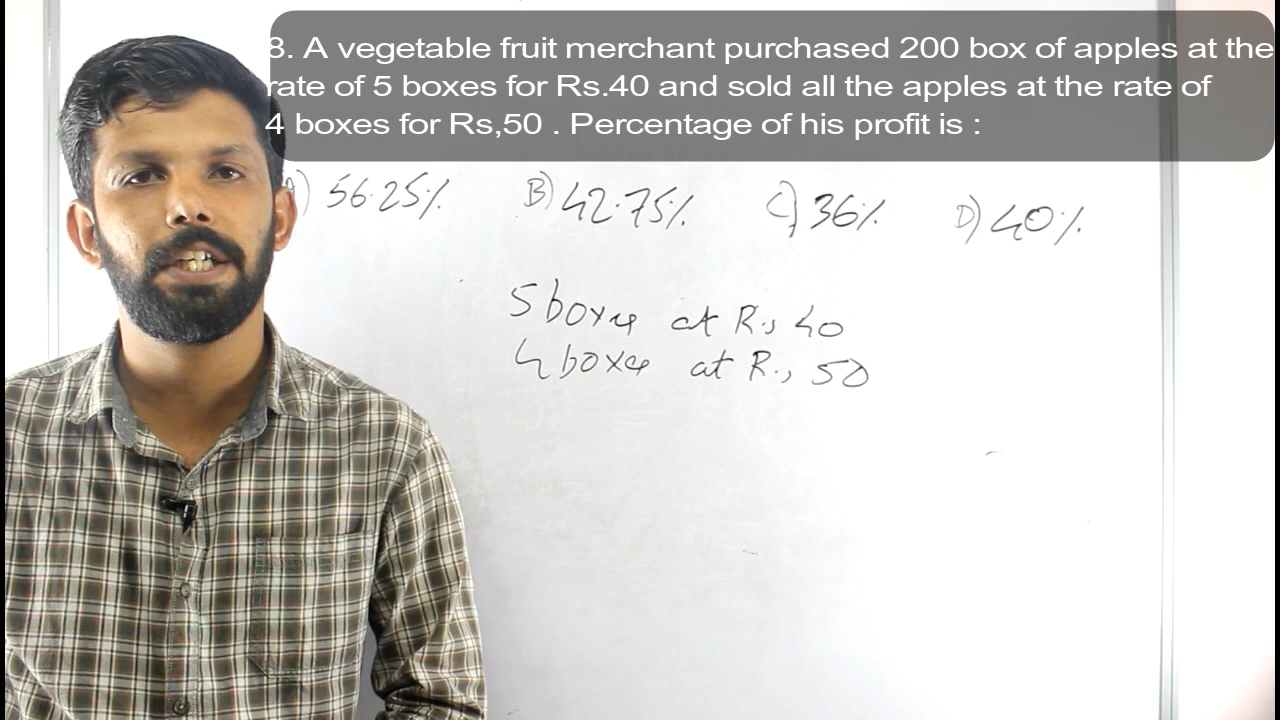 8. A vegetable fruit merchant purchased 200 box of apples at the
rate of 5 boxes for Rs.40 and sold all the apples at the rate of
4 boxes for Rs,50 . Percentage of his profit is :
A) 56.25% B) 42.75% C) 36% D) 40%
5 boxes at Rs, 40
4 boxes at Rs, 50